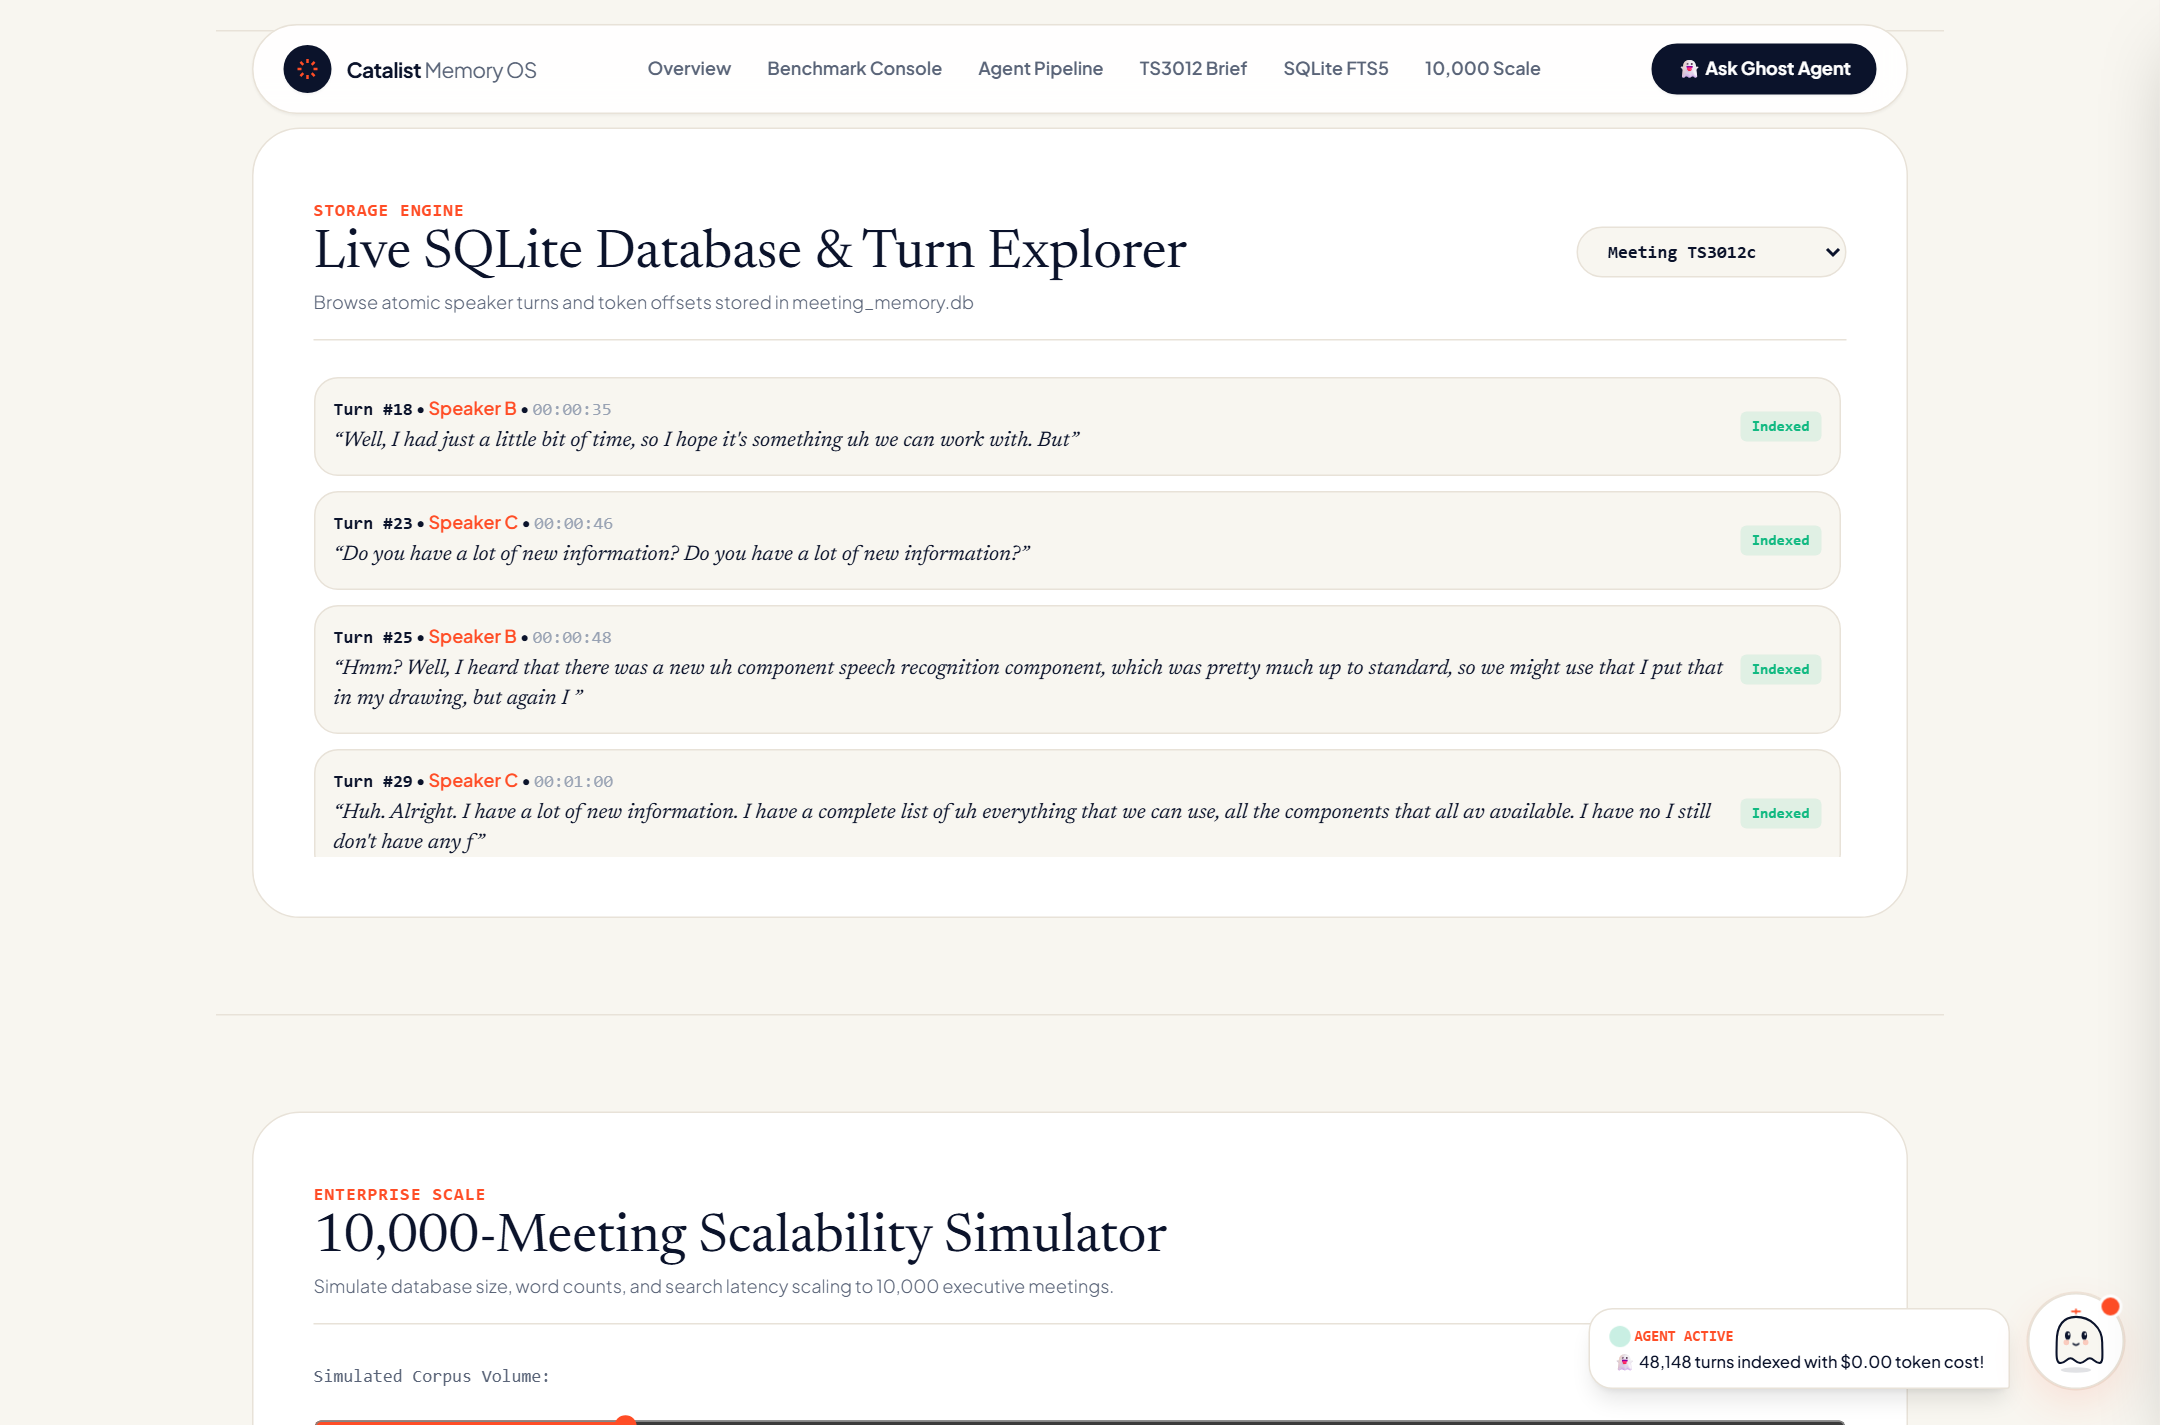 Catalist Memory OS
Overview
Benchmark Console
Agent Pipeline
TS3012 Brief
SQLite FTS5
10,000 Scale
👻 Ask Ghost Agent
STORAGE ENGINE
Live SQLite Database & Turn Explorer
Browse atomic speaker turns and token offsets stored in meeting_memory.db
Meeting TS3012c
Turn #18 • Speaker B • 00:00:35
“Well, I had just a little bit of time, so I hope it's something uh we can work with. But”
Indexed
Turn #23 • Speaker C • 00:00:46
“Do you have a lot of new information? Do you have a lot of new information?”
Indexed
Turn #25 • Speaker B • 00:00:48
“Hmm? Well, I heard that there was a new uh component speech recognition component, which was pretty much up to standard, so we might use that I put that
in my drawing, but again I ”
Indexed
Turn #29 • Speaker C • 00:01:00
“Huh. Alright. I have a lot of new information. I have a complete list of uh everything that we can use, all the components that all av available. I have no I still
don't have any f”
Indexed
ENTERPRISE SCALE
10,000-Meeting Scalability Simulator
Simulate database size, word counts, and search latency scaling to 10,000 executive meetings.
Simulated Corpus Volume:
AGENT ACTIVE
👻 48,148 turns indexed with $0.00 token cost!